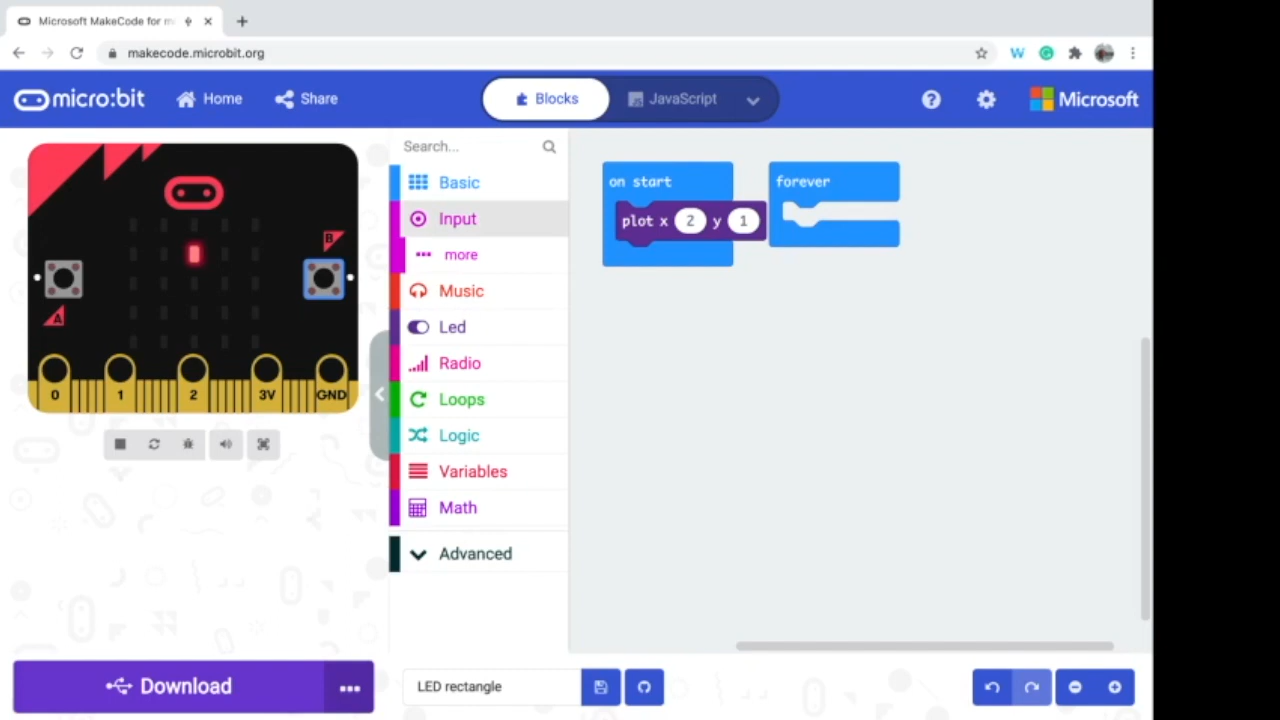 Microsoft MakeCode for m
makecode.microbit.org
W
micro:bit
Home
Share
Blocks
JavaScript
Microsoft
Search...
Basic
Input
more
Music
Led
Radio
Loops
Logic
Variables
Math
Advanced
on start
plot x 2 y 1
forever
B
A
0 1 2 3V GND
Download
LED rectangle